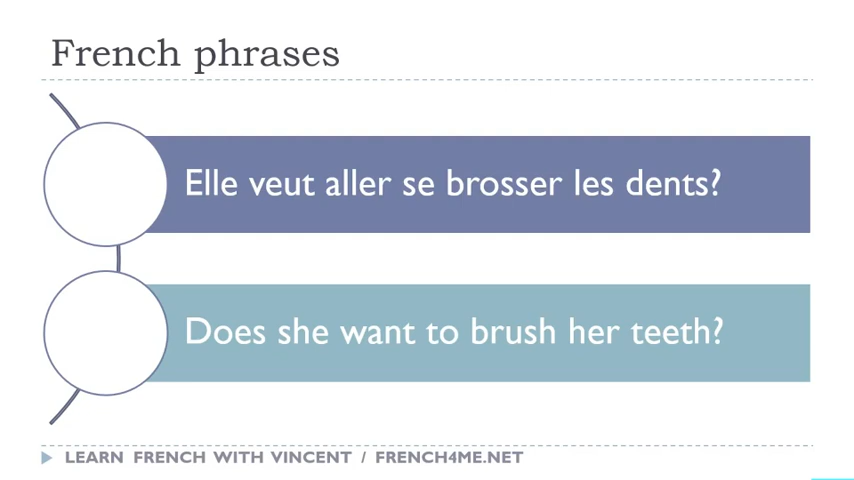 French phrases
Elle veut aller se brosser les dents?
Does she want to brush her teeth?
LEARN FRENCH WITH VINCENT / FRENCH4ME.NET